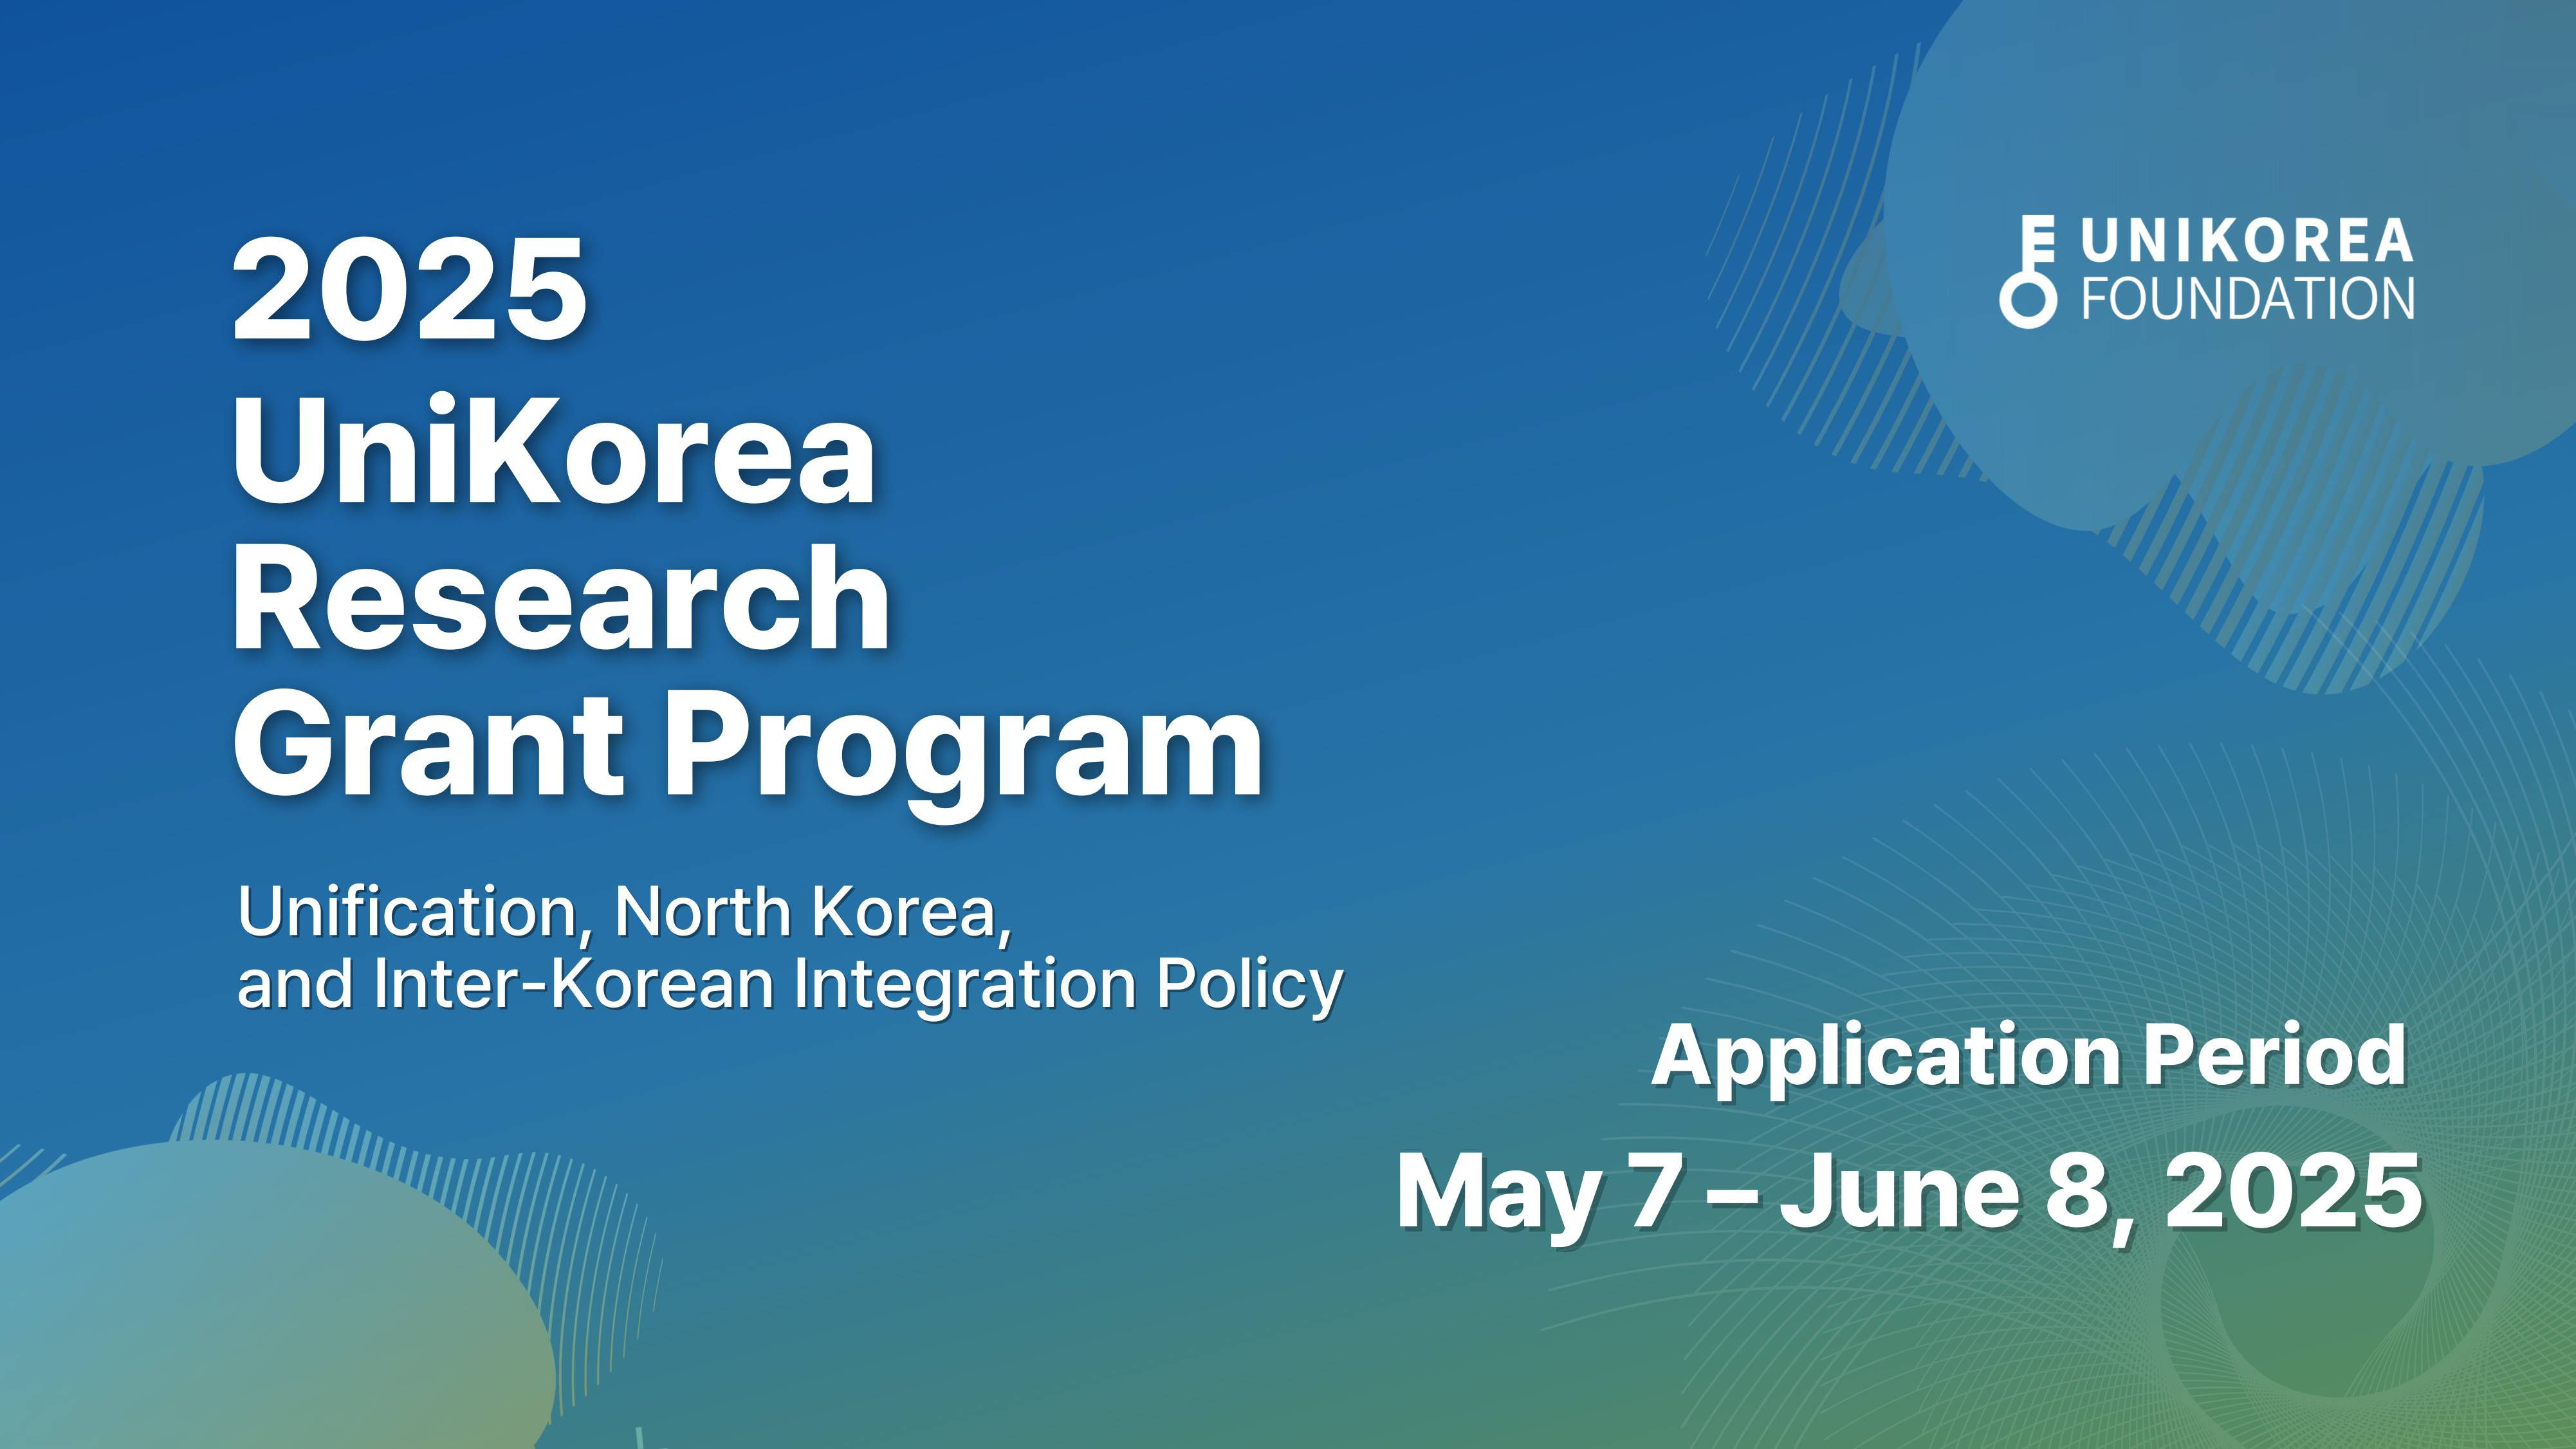 2025
UniKorea
Research
Grant Program
UNIKOREA
FOUNDATION
Unification, North Korea,
and Inter-Korean Integration Policy
Application Period
May 7 – June 8, 2025